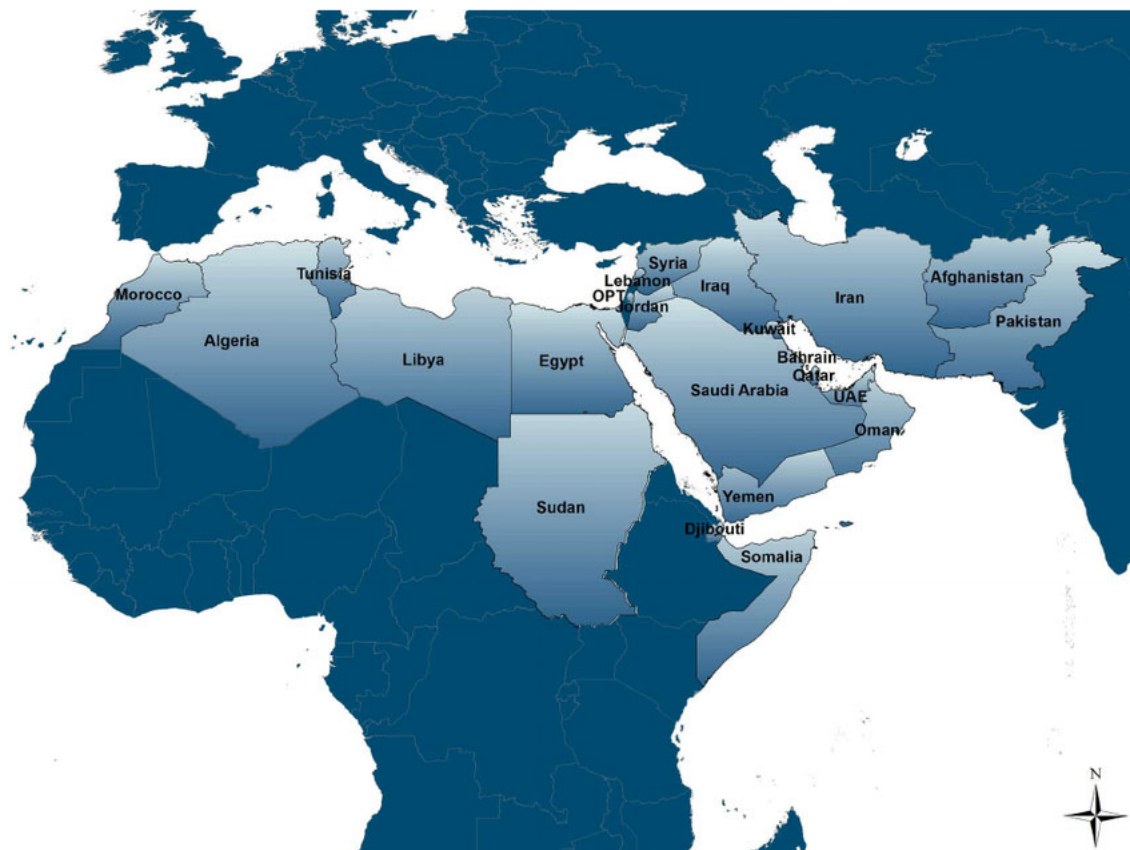 Syria
Afghanistan
Tunisia
Lebanon
Iraq
Morocco
OPT
Iran
Jordan
Pakistan
Kuwait
Algeria
Libya
Egypt
Bahrain
Qatar
Saudi Arabia
UAE
Oman
Yemen
Sudan
Djibouti
Somalia
N